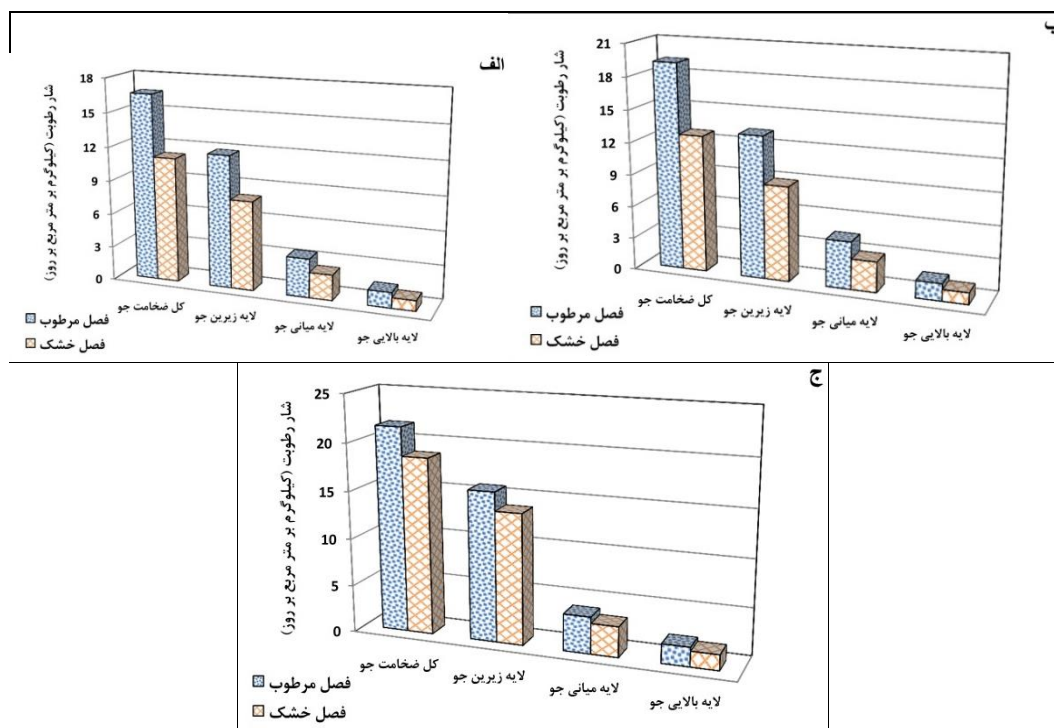 الف
شار رطوبت (کیلوگرم بر متر مربع بر روز)
18
15
12
9
6
3
0
کل ضخامت جو
لایه زیرین جو
لایه میانی جو
لایه بالایی جو
فصل مرطوب
فصل خشک
ب
شار رطوبت (کیلوگرم بر متر مربع بر روز)
21
18
15
12
9
6
3
0
کل ضخامت جو
لایه زیرین جو
لایه میانی جو
لایه بالایی جو
فصل مرطوب
فصل خشک
ج
شار رطوبت (کیلوگرم بر متر مربع بر روز)
25
20
15
10
5
0
کل ضخامت جو
لایه زیرین جو
لایه میانی جو
لایه بالایی جو
فصل مرطوب
فصل خشک